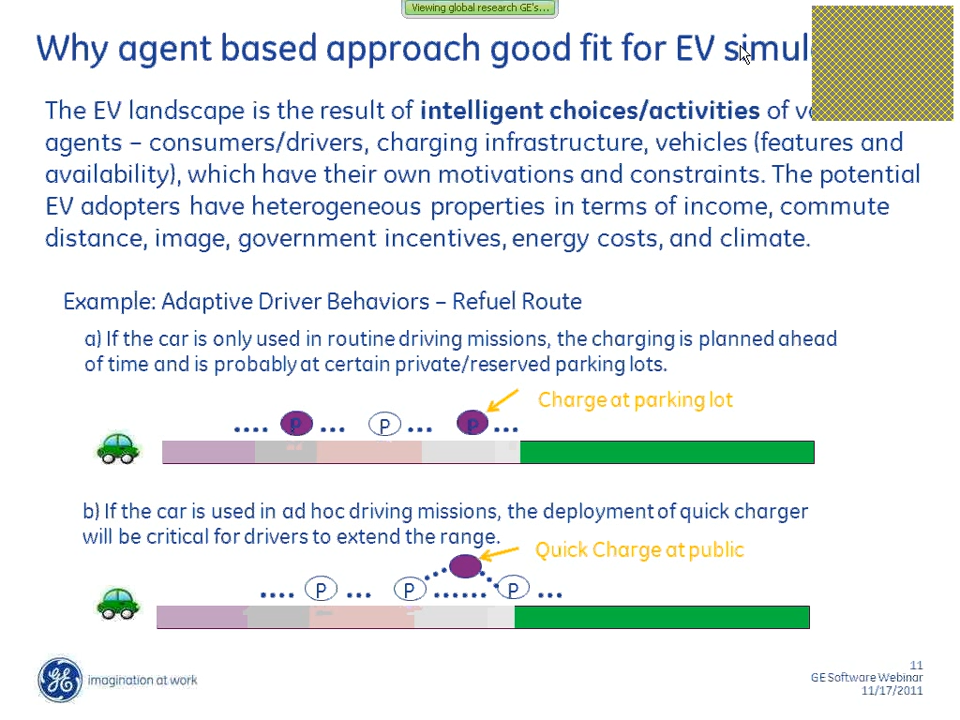 Viewing global research GE's...
Why agent based approach good fit for EV
The EV landscape is the result of intelligent choices/activities of
agents – consumers/drivers, charging infrastructure, vehicles (features and
availability), which have their own motivations and constraints. The potential
EV adopters have heterogeneous properties in terms of income, commute
distance, image, government incentives, energy costs, and climate.
Example: Adaptive Driver Behaviors – Refuel Route
a) If the car is only used in routine driving missions, the charging is planned ahead
of time and is probably at certain private/reserved parking lots.
Charge at parking lot
.... P ... P ... P ...
b) If the car is used in ad hoc driving missions, the deployment of quick charger
will be critical for drivers to extend the range.
Quick Charge at public
.... P ... P ...... P ...
GE imagination at work
11
GE Software Webinar
11/17/2011